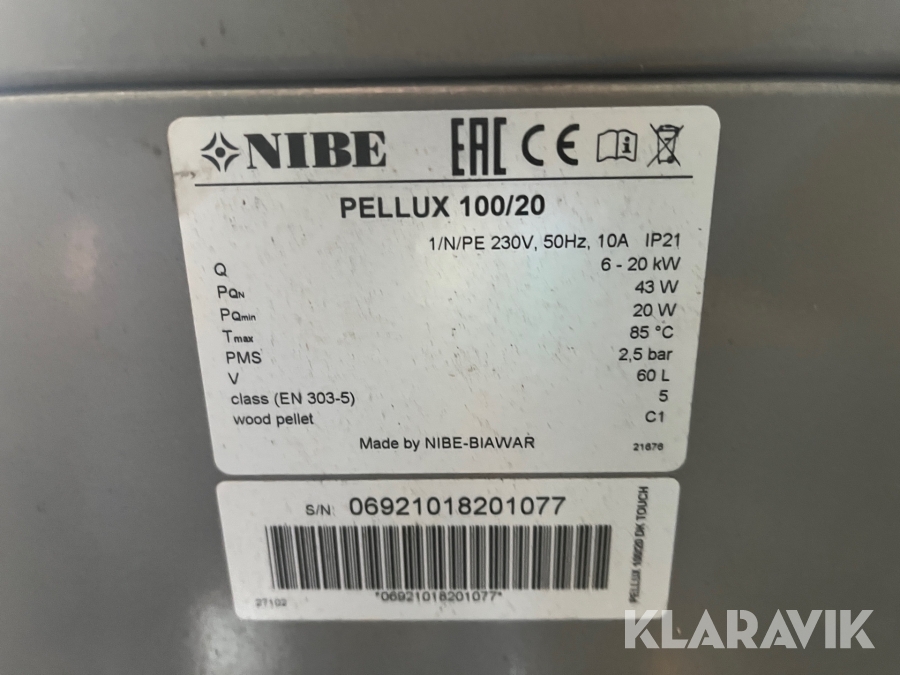 NIBE EAC CE
PELLUX 100/20
1/N/PE 230V, 50Hz, 10A IP21
Q 6 - 20 kW
PQN 43 W
PQmin 20 W
Tmax 85 °C
PMS 2,5 bar
V 60 L
class (EN 303-5) 5
wood pellet C1
Made by NIBE-BIAWAR 21676
S/N: 06921018201077
*06921018201077*
27102
PELLUX 100/20 DK TOUCH
KLARAVIK